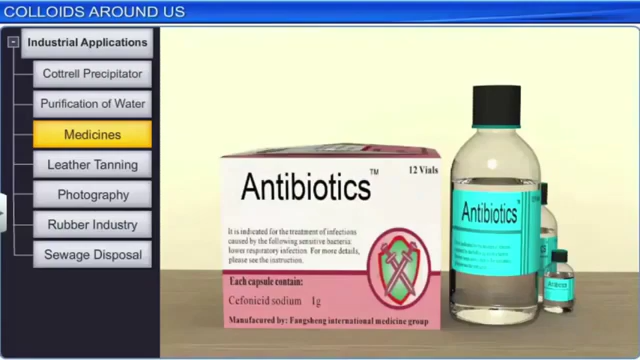 COLLOIDS AROUND US
Industrial Applications
Cottrell Precipitator
Purification of Water
Medicines
Leather Tanning
Photography
Rubber Industry
Sewage Disposal
12 Vials
Antibiotics™
It is indicated for the treatment of infections
caused by the following sensitive bacteria:
lower respiratory infection. For more details,
please see the instruction.
Each capsule contain:
Cefonicid sodium 1g
Manafacured by: Fangsheng international medicine group
Antibiotics